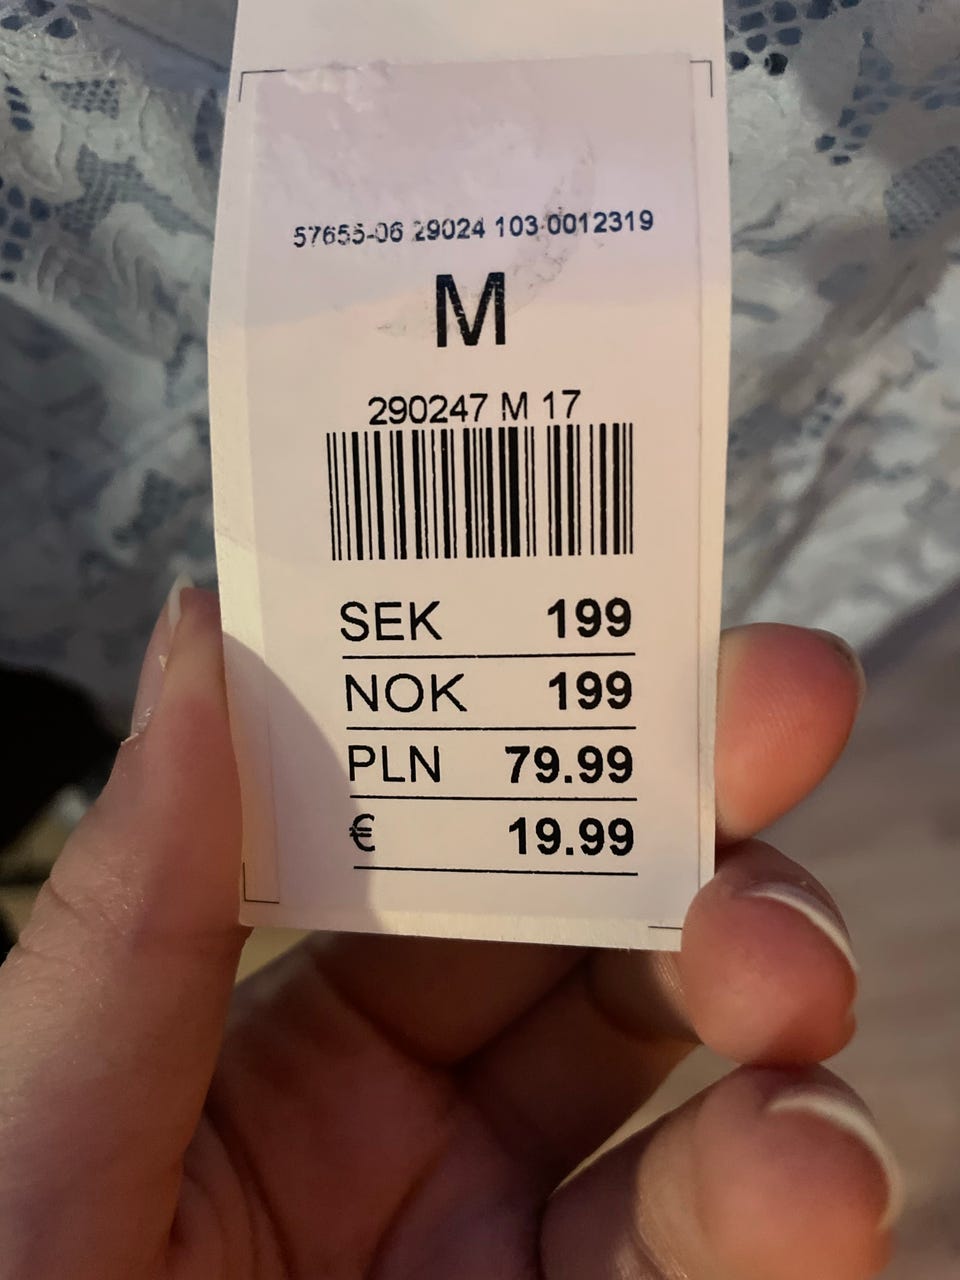 57655-06 29024 103 0012319
M
290247 M 17
SEK 199
NOK 199
PLN 79.99
€ 19.99